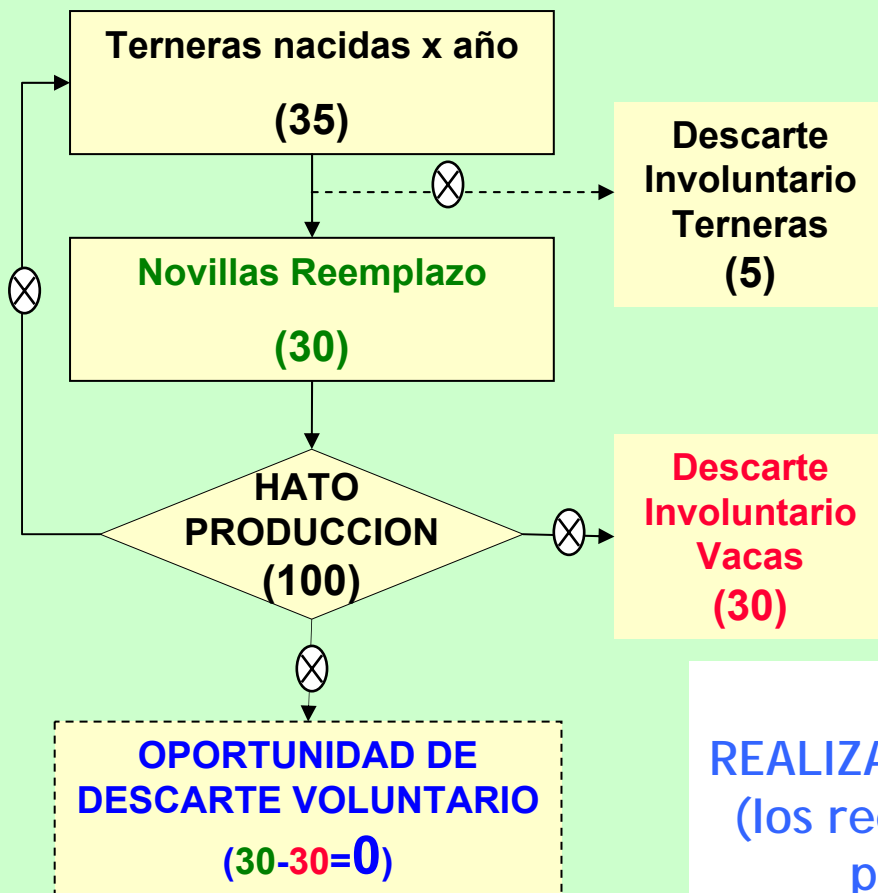 Terneras nacidas x año
(35)
Descarte
Involuntario
Terneras
(5)
Novillas Reemplazo
(30)
HATO
PRODUCCION
(100)
Descarte
Involuntario
Vacas
(30)
OPORTUNIDAD DE
DESCARTE VOLUNTARIO
(30-30=0)
(los